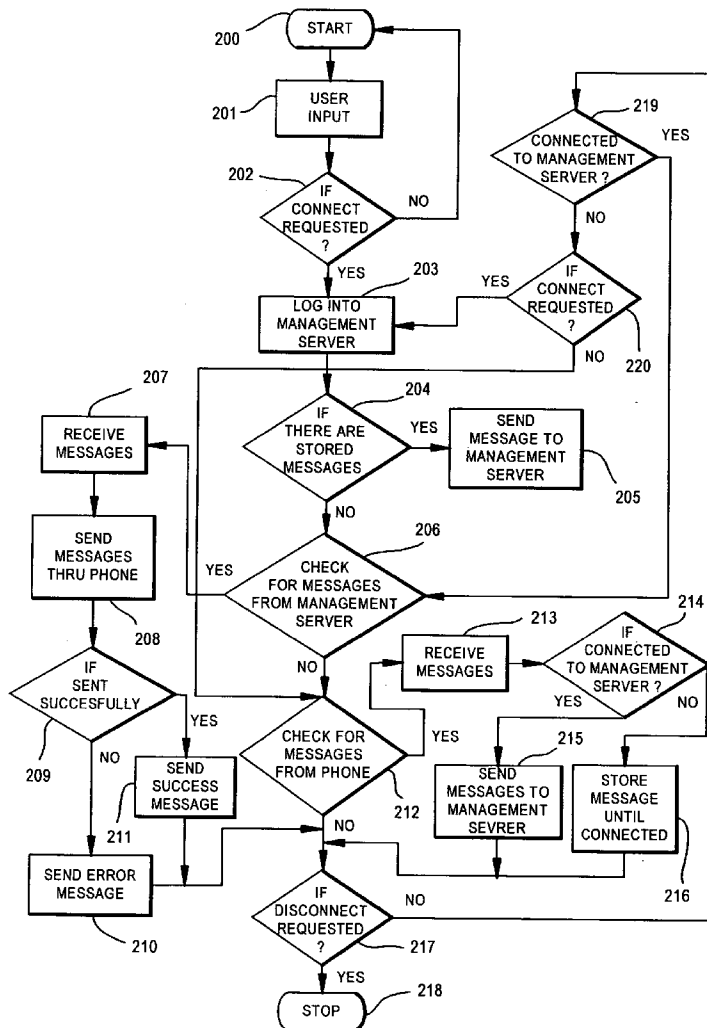 200
START
201
USER
INPUT
202
IF
CONNECT
REQUESTED
?
NO
YES
219
CONNECTED
TO MANAGEMENT
SERVER ?
YES
NO
203
LOG INTO
MANAGEMENT
SERVER
YES
IF
CONNECT
REQUESTED
?
220
NO
204
IF
THERE ARE
STORED
MESSAGES
YES
SEND
MESSAGE TO
MANAGEMENT
SERVER
205
NO
207
RECEIVE
MESSAGES
SEND
MESSAGES
THRU PHONE
208
206
CHECK
FOR MESSAGES
FROM MANAGEMENT
SERVER
YES
NO
IF
SENT
SUCCESFULLY
209
YES
NO
211
SEND
SUCCESS
MESSAGE
SEND ERROR
MESSAGE
210
CHECK FOR
MESSAGES
FROM PHONE
212
YES
NO
213
RECEIVE
MESSAGES
214
IF
CONNECTED
TO MANAGEMENT
SERVER ?
YES
NO
215
SEND
MESSAGES TO
MANAGEMENT
SEVRER
STORE
MESSAGE
UNTIL
CONNECTED
216
IF
DISCONNECT
REQUESTED
?
217
NO
YES
STOP
218